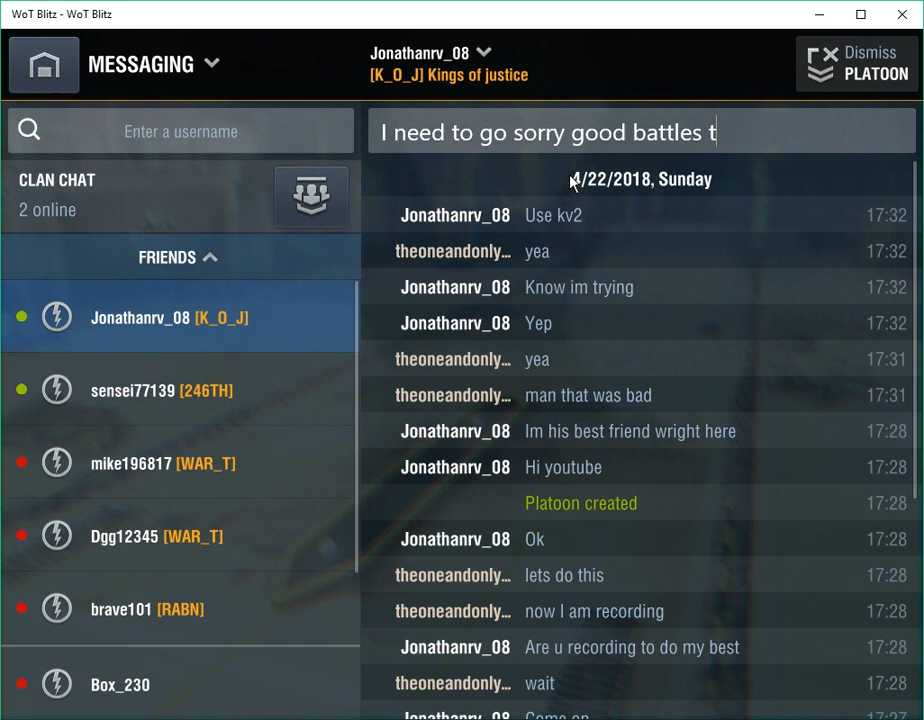 WoT Blitz - WoT Blitz
MESSAGING
Jonathanrv_08
[K_O_J] Kings of justice
Dismiss
PLATOON
Enter a username
I need to go sorry good battles t
CLAN CHAT
2 online
FRIENDS
Jonathanrv_08 [K_O_J]
sensei77139 [246TH]
mike196817 [WAR_T]
Dgg12345 [WAR_T]
brave101 [RABN]
Box_230
4/22/2018, Sunday
Jonathanrv_08 Use kv2 17:32
theoneandonly... yea 17:32
Jonathanrv_08 Know im trying 17:32
Jonathanrv_08 Yep 17:32
theoneandonly... yea 17:31
theoneandonly... man that was bad 17:31
Jonathanrv_08 Im his best friend wright here 17:28
Jonathanrv_08 Hi youtube 17:28
Platoon created 17:28
Jonathanrv_08 Ok 17:28
theoneandonly... lets do this 17:28
theoneandonly... now I am recording 17:28
Jonathanrv_08 Are u recording to do my best 17:28
theoneandonly... wait 17:28
Jonathanrv_08 Come on 17:27